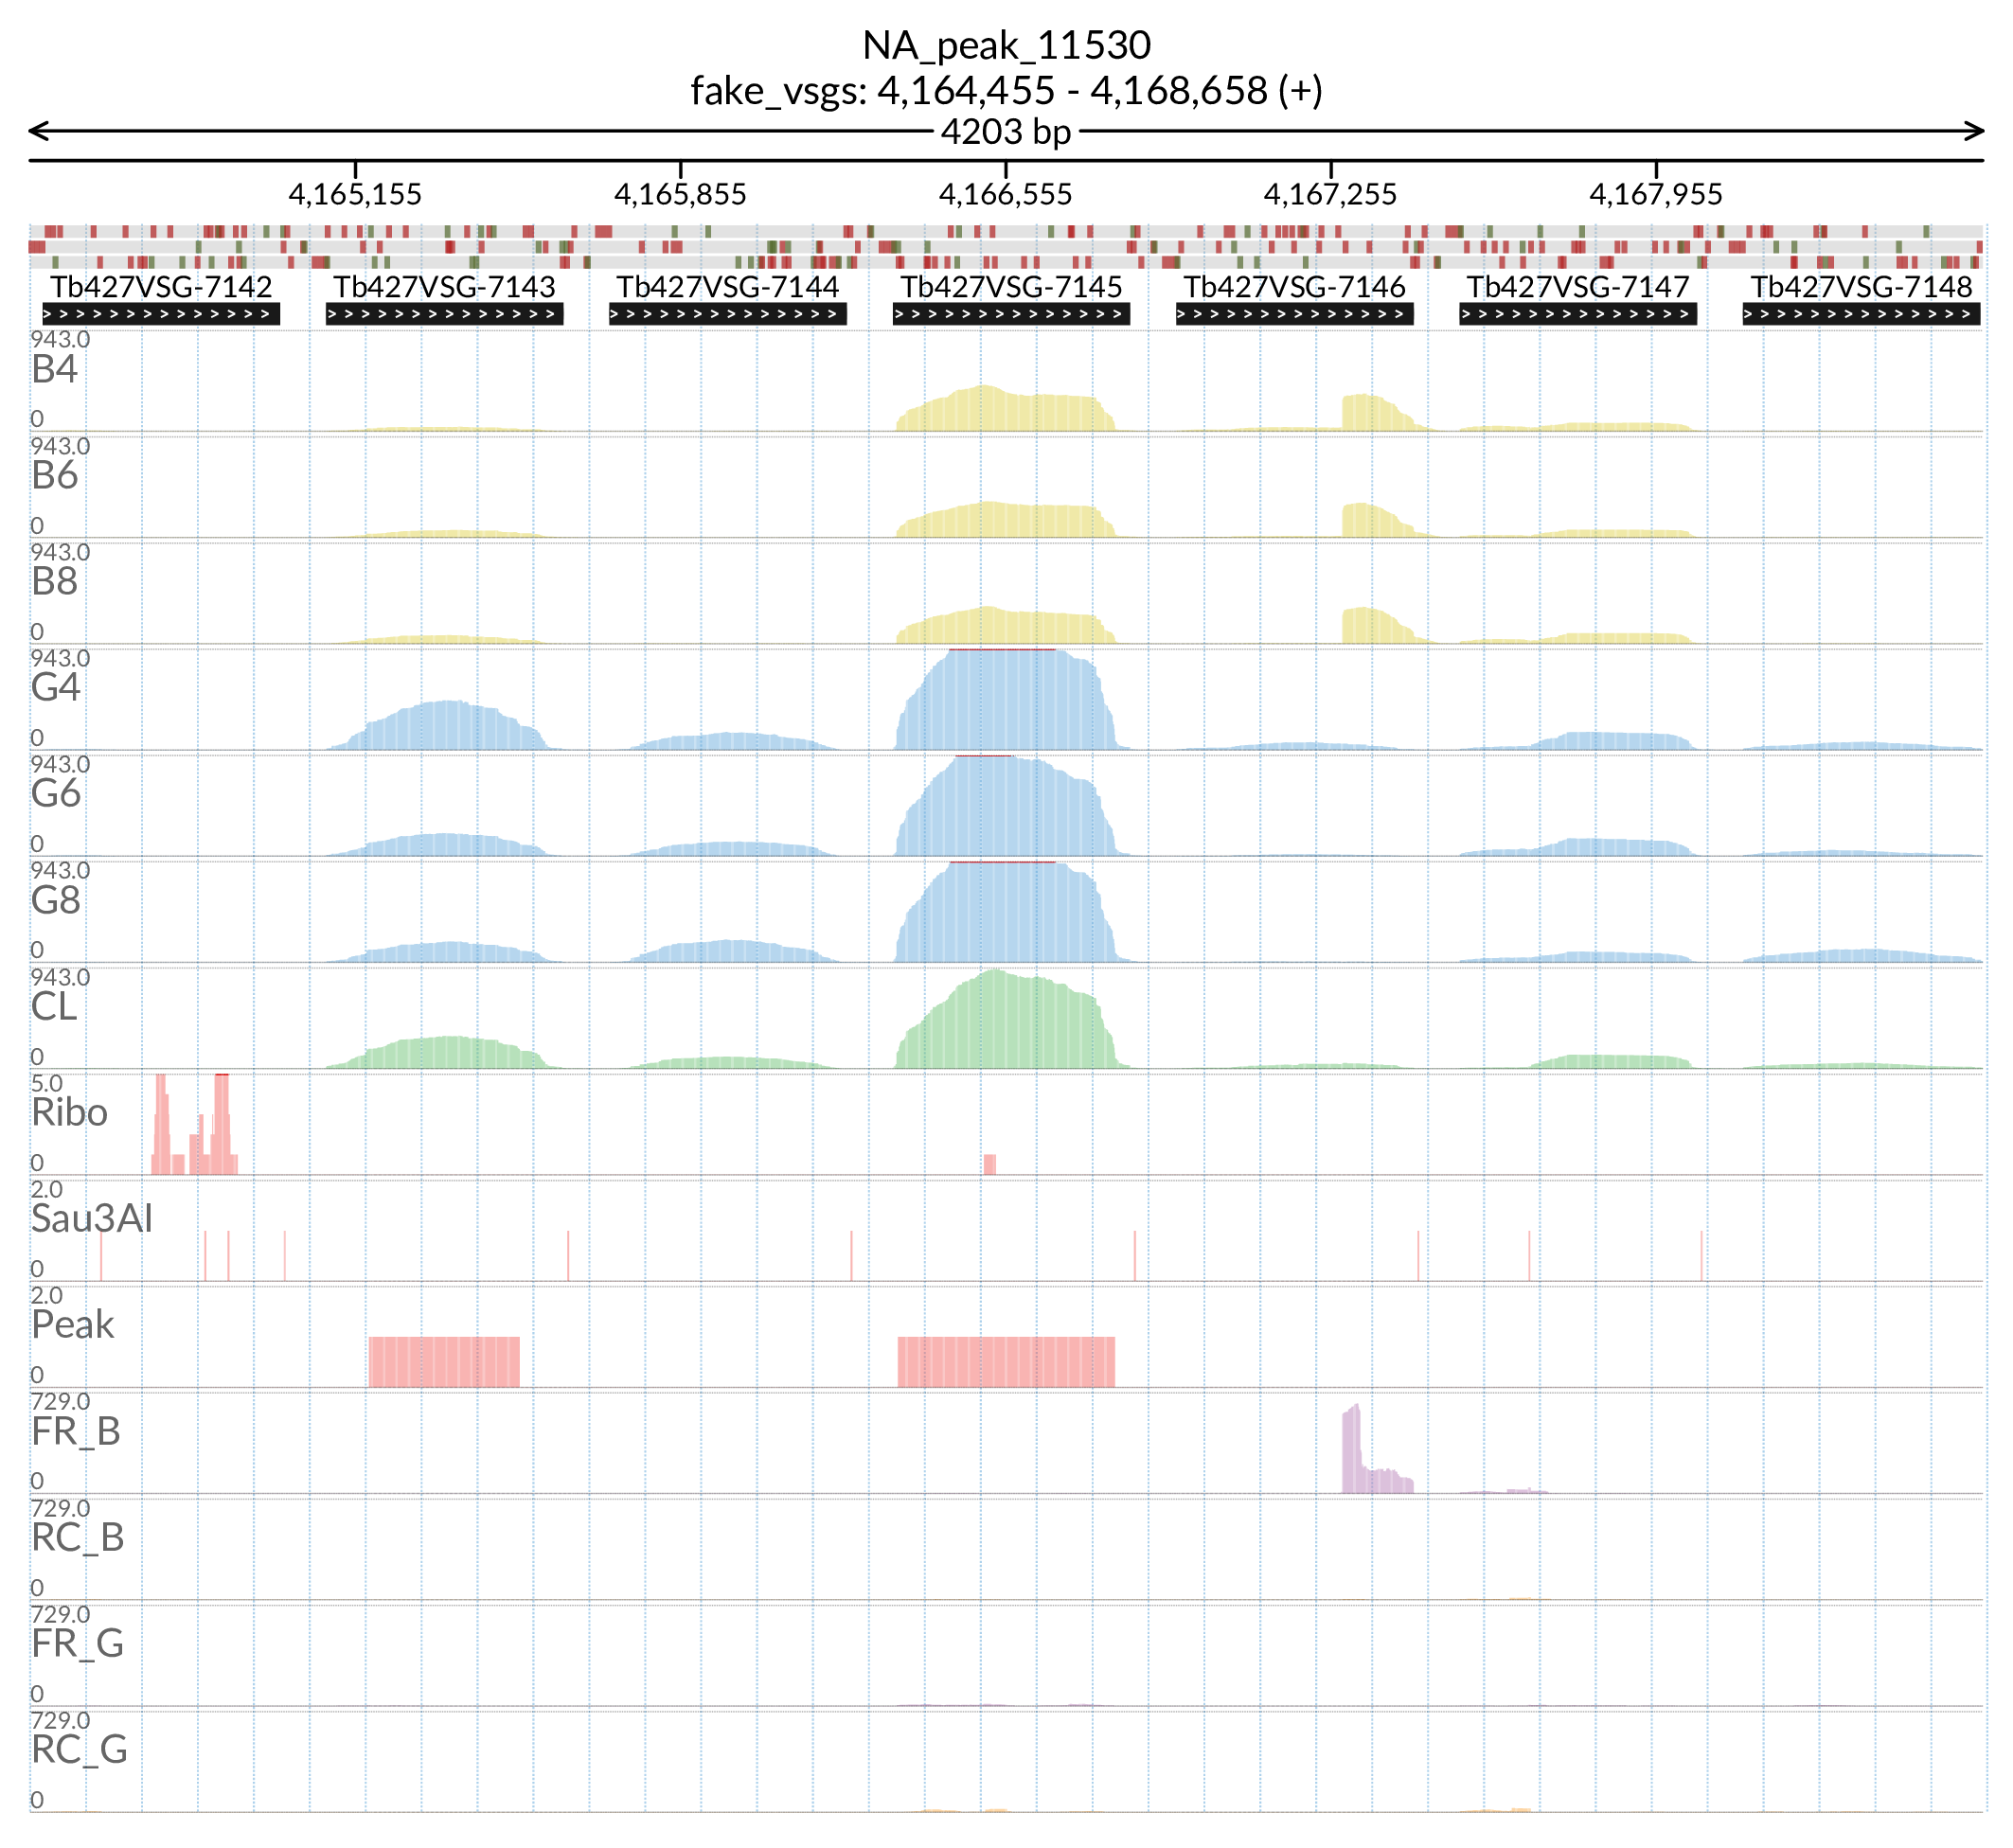 NA_peak_11530
fake_vsgs: 4,164,455 - 4,168,658 (+)
4203 bp
4,165,155 4,165,855 4,166,555 4,167,255 4,167,955
Tb427VSG-7142 Tb427VSG-7143 Tb427VSG-7144 Tb427VSG-7145 Tb427VSG-7146 Tb427VSG-7147 Tb427VSG-7148
943.0
B4
0
943.0
B6
0
943.0
B8
0
943.0
G4
0
943.0
G6
0
943.0
G8
0
943.0
CL
0
5.0
Ribo
0
2.0
Sau3AI
0
2.0
Peak
0
729.0
FR_B
0
729.0
RC_B
0
729.0
FR_G
0
729.0
RC_G
0